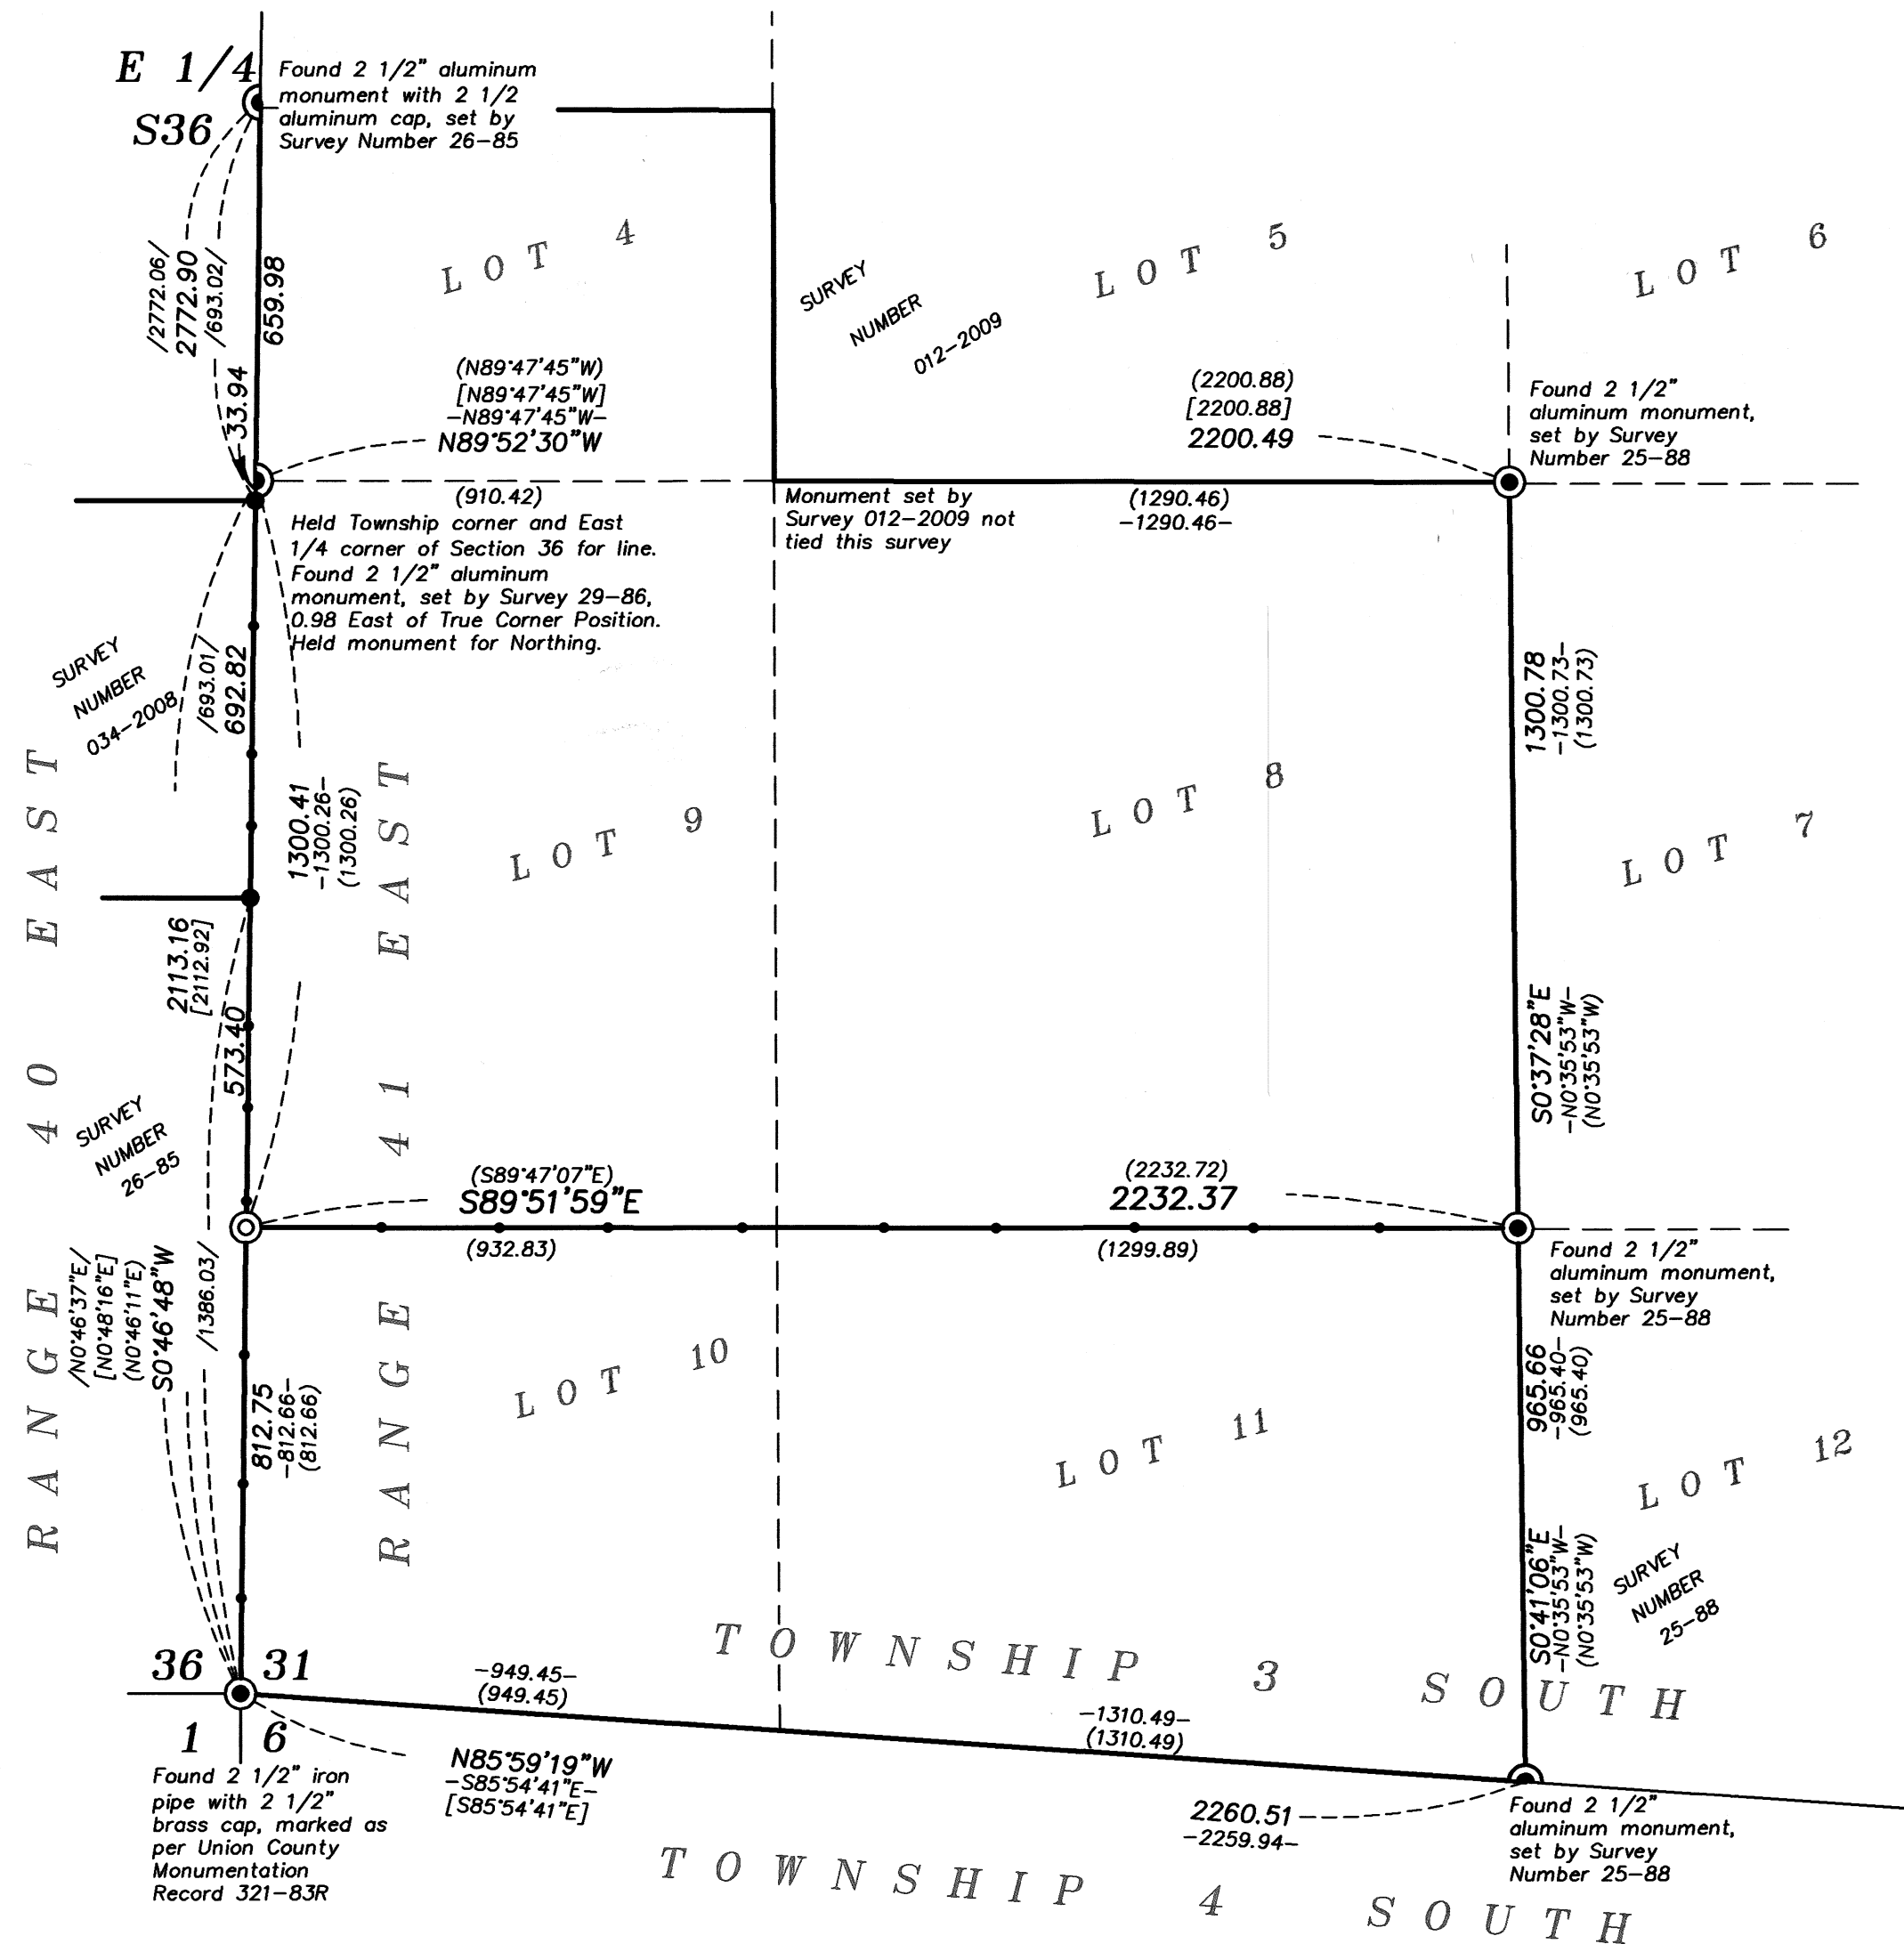 E 1/4
S36
Found 2 1/2" aluminum
monument with 2 1/2
aluminum cap, set by
Survey Number 26-85
/2772.06/
2772.90
/693.02/
659.98
33.94
LOT 4
SURVEY
NUMBER
012-2009
LOT 5
LOT 6
(N89°47'45"W)
[N89°47'45"W]
-N89°47'45"W-
N89°52'30"W
(2200.88)
[2200.88]
2200.49
Found 2 1/2"
aluminum monument,
set by Survey
Number 25-88
(910.42)
Monument set by
Survey 012-2009 not
tied this survey
(1290.46)
-1290.46-
Held Township corner and East
1/4 corner of Section 36 for line.
Found 2 1/2" aluminum
monument, set by Survey 29-86,
0.98 East of True Corner Position.
Held monument for Northing.
SURVEY
NUMBER
034-2008
/693.01/
692.82
1300.41
-1300.26-
(1300.26)
1300.78
-1300.73-
(1300.73)
LOT 9
LOT 8
LOT 7
2113.16
[2112.92]
573.40
S0°37'28"E
-N0°35'53"W-
(N0°35'53"W)
SURVEY
NUMBER
26-85
(S89°47'07"E)
S89°51'59"E
(2232.72)
2232.37
(932.83)
(1299.89)
Found 2 1/2"
aluminum monument,
set by Survey
Number 25-88
/N0°46'37"E/
[N0°48'16"E]
(N0°46'11"E)
S0°46'48"W
/1386.03/
812.75
-812.66-
(812.66)
RANGE 40 EAST
RANGE 41 EAST
LOT 10
LOT 11
LOT 12
965.66
-965.40-
(965.40)
S0°41'06"E
-N0°35'53"W-
(N0°35'53"W)
SURVEY
NUMBER
25-88
TOWNSHIP 3 SOUTH
36 31
1 6
-949.45-
(949.45)
-1310.49-
(1310.49)
N85°59'19"W
-S85°54'41"E-
[S85°54'41"E]
Found 2 1/2" iron
pipe with 2 1/2"
brass cap, marked as
per Union County
Monumentation
Record 321-83R
2260.51
-2259.94-
Found 2 1/2"
aluminum monument,
set by Survey
Number 25-88
TOWNSHIP 4 SOUTH